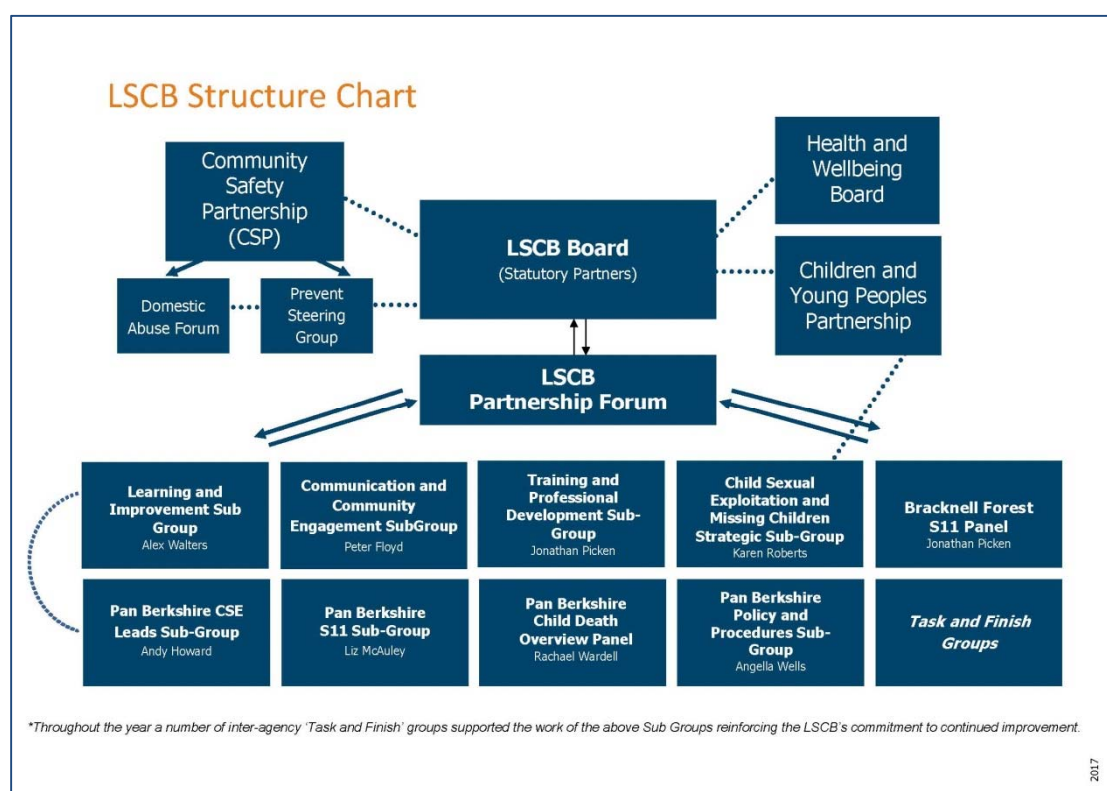 LSCB Structure Chart
Community
Safety
Partnership
(CSP)
Health and
Wellbeing
Board
LSCB Board
(Statutory Partners)
Domestic
Abuse Forum
Prevent
Steering
Group
Children and
Young Peoples
Partnership
LSCB
Partnership Forum
Learning and
Improvement Sub
Group
Alex Walters
Communication and
Community
Engagement SubGroup
Peter Floyd
Training and
Professional
Development Sub-
Group
Jonathan Picken
Child Sexual
Exploitation and
Missing Children
Strategic Sub-Group
Karen Roberts
Bracknell Forest
S11 Panel
Jonathan Picken
Pan Berkshire CSE
Leads Sub-Group
Andy Howard
Pan Berkshire
S11 Sub-Group
Liz McAuley
Pan Berkshire
Child Death
Overview Panel
Rachael Wardell
Pan Berkshire
Policy and
Procedures Sub-
Group
Angella Wells
Task and Finish
Groups
*Throughout the year a number of inter-agency ‘Task and Finish’ groups supported the work of the above Sub Groups reinforcing the LSCB’s commitment to continued improvement.
2017